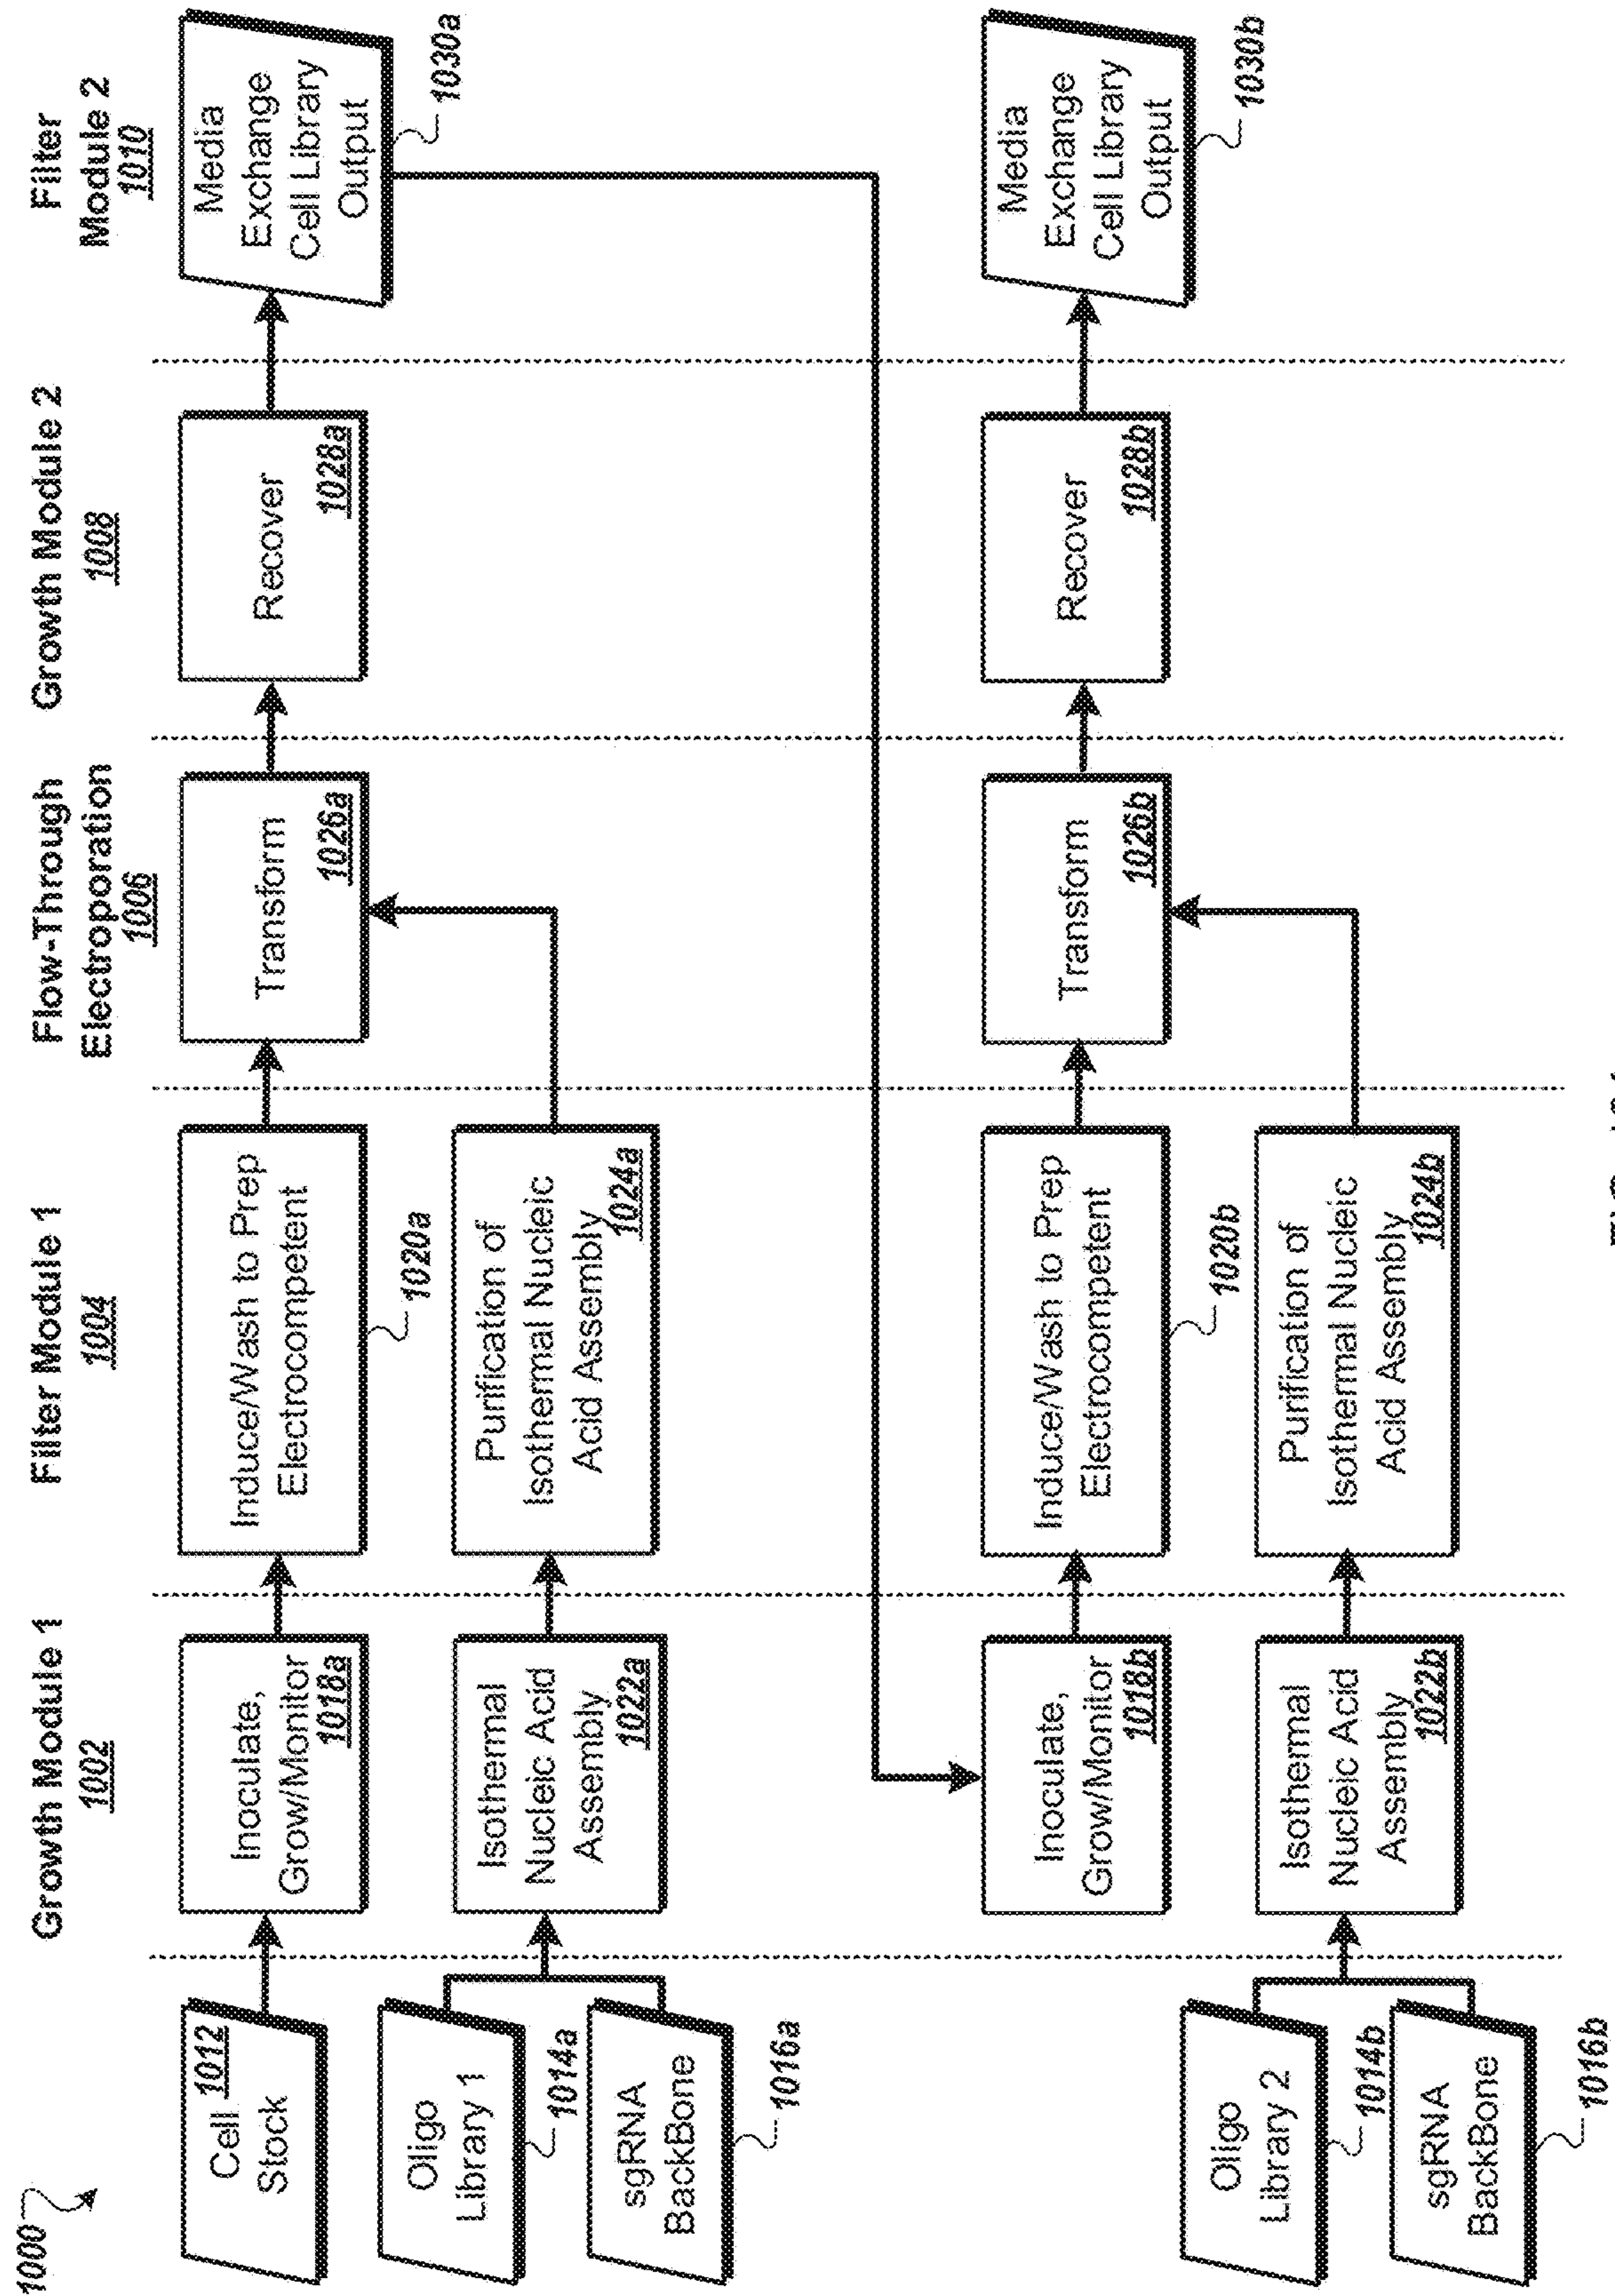 1000
Growth Module 1
1002
Filter Module 1
1004
Flow-Through
Electroporation
1006
Growth Module 2
1008
Filter
Module 2
1010
Cell 1012
Stock
Inoculate,
Grow/Monitor
1018a
Induce/Wash to Prep
Electrocompetent
1020a
Transform
1026a
Recover
1028a
Media
Exchange
Cell Library
Output
1030a
Oligo
Library 1
1014a
sgRNA
BackBone
1016a
Isothermal
Nucleic Acid
Assembly
1022a
Purification of
Isothermal Nucleic
Acid Assembly
1024a
Inoculate,
Grow/Monitor
1018b
Induce/Wash to Prep
Electrocompetent
1020b
Transform
1026b
Recover
1028b
Media
Exchange
Cell Library
Output
1030b
Oligo
Library 2
1014b
sgRNA
BackBone
1016b
Isothermal
Nucleic Acid
Assembly
1022b
Purification of
Isothermal Nucleic
Acid Assembly
1024b